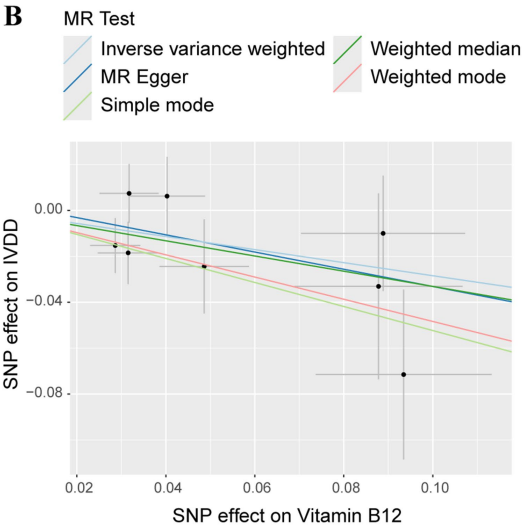 B
MR Test
Inverse variance weighted
Weighted median
MR Egger
Weighted mode
Simple mode
0.00
−0.04
−0.08
SNP effect on IVDD
0.02 0.04 0.06 0.08 0.10
SNP effect on Vitamin B12